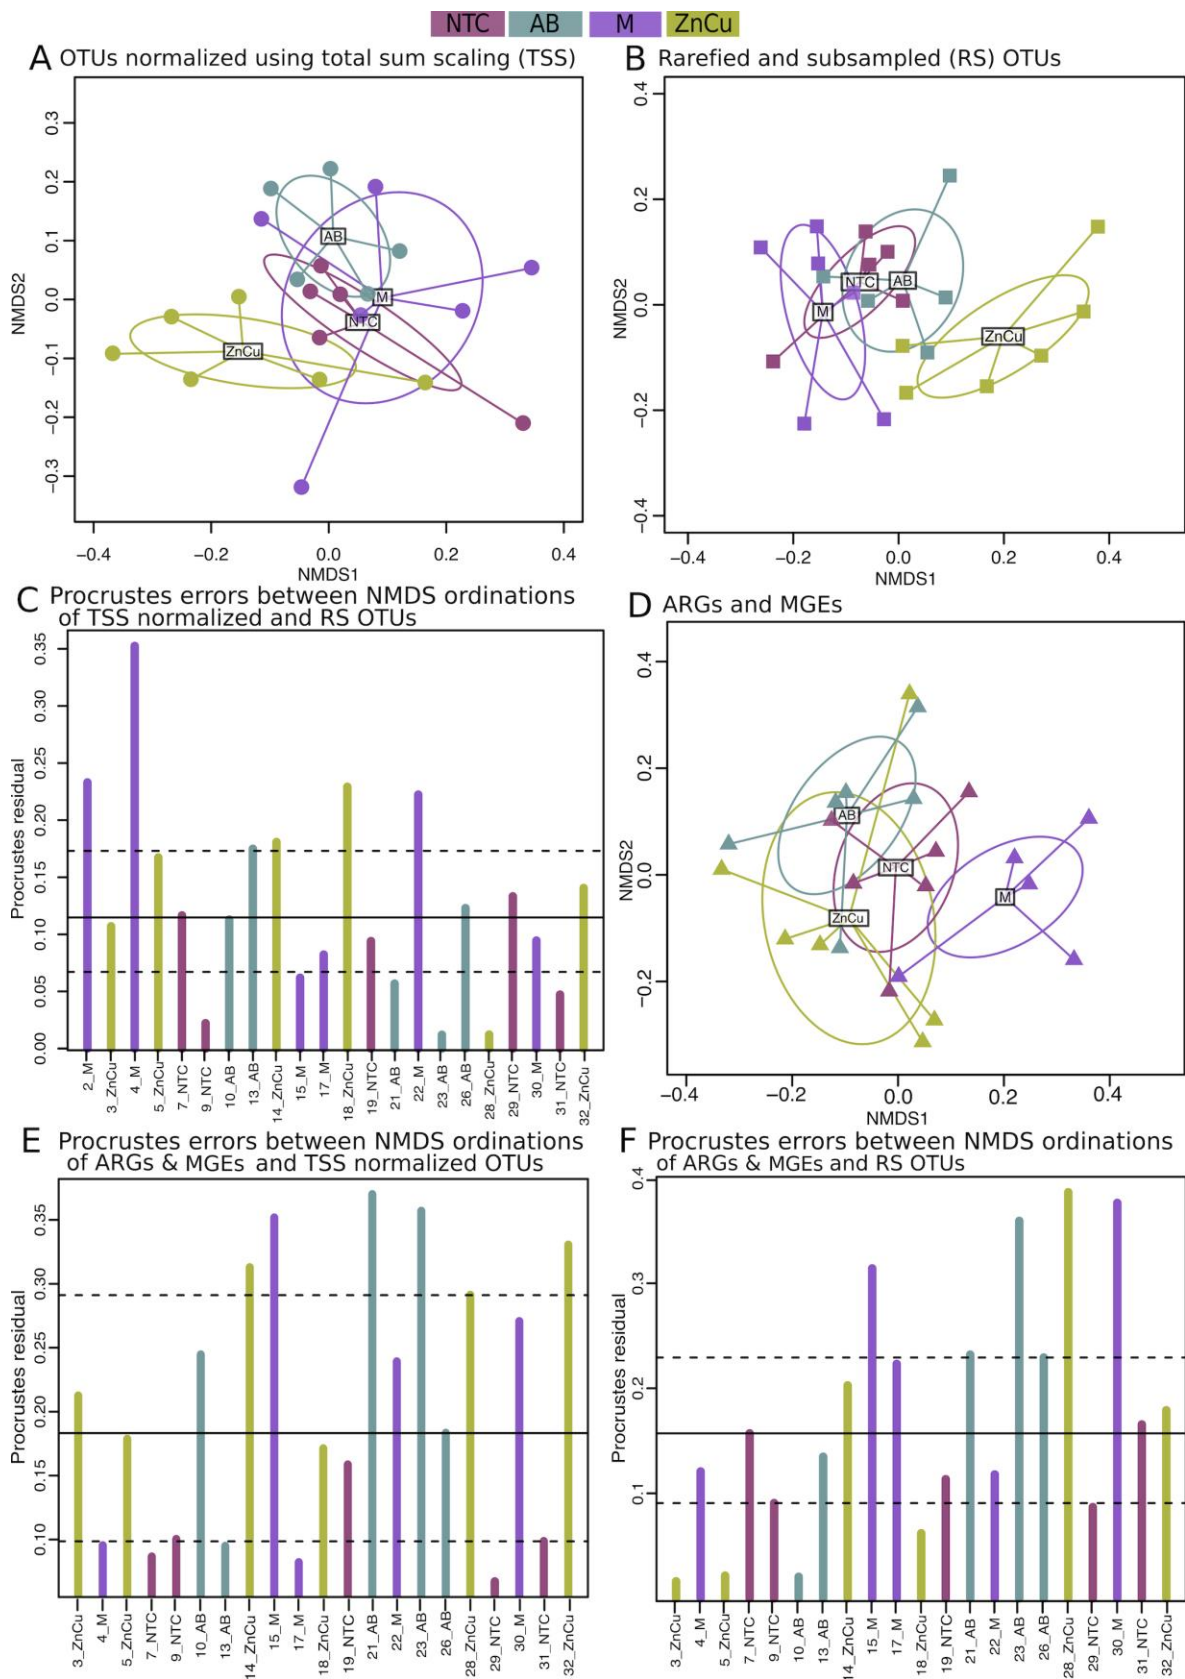 NTC AB M ZnCu
A OTUs normalized using total sum scaling (TSS)
B Rarefied and subsampled (RS) OTUs
NMDS2
0.3
0.2
0.1
0.0
−0.1
−0.2
−0.3
AB
M
NTC
ZnCu
−0.4 −0.2 0.0 0.2 0.4
NMDS1
NMDS2
0.4
0.2
0.0
−0.2
−0.4
NTC
AB
M
ZnCu
−0.4 −0.2 0.0 0.2 0.4
NMDS1
C Procrustes errors between NMDS ordinations
of TSS normalized and RS OTUs
Procrustes residual
0.35
0.30
0.25
0.20
0.15
0.10
0.05
0.00
2_M 3_ZnCu 4_M 5_ZnCu 7_NTC 9_NTC 10_AB 13_AB 14_ZnCu 15_M 17_M 18_ZnCu 19_NTC 21_AB 22_M 23_AB 26_AB 28_ZnCu 29_NTC 30_M 31_NTC 32_ZnCu
D ARGs and MGEs
NMDS2
0.4
0.2
0.0
−0.2
AB
NTC
M
ZnCu
−0.4 −0.2 0.0 0.2 0.4
NMDS1
E Procrustes errors between NMDS ordinations
of ARGs & MGEs and TSS normalized OTUs
Procrustes residual
0.35
0.30
0.25
0.20
0.15
0.10
3_ZnCu 4_M 5_ZnCu 7_NTC 9_NTC 10_AB 13_AB 14_ZnCu 15_M 17_M 18_ZnCu 19_NTC 21_AB 22_M 23_AB 26_AB 28_ZnCu 29_NTC 30_M 31_NTC 32_ZnCu
F Procrustes errors between NMDS ordinations
of ARGs & MGEs and RS OTUs
Procrustes residual
0.4
0.3
0.2
0.1
3_ZnCu 4_M 5_ZnCu 7_NTC 9_NTC 10_AB 13_AB 14_ZnCu 15_M 17_M 18_ZnCu 19_NTC 21_AB 22_M 23_AB 26_AB 28_ZnCu 29_NTC 30_M 31_NTC 32_ZnCu